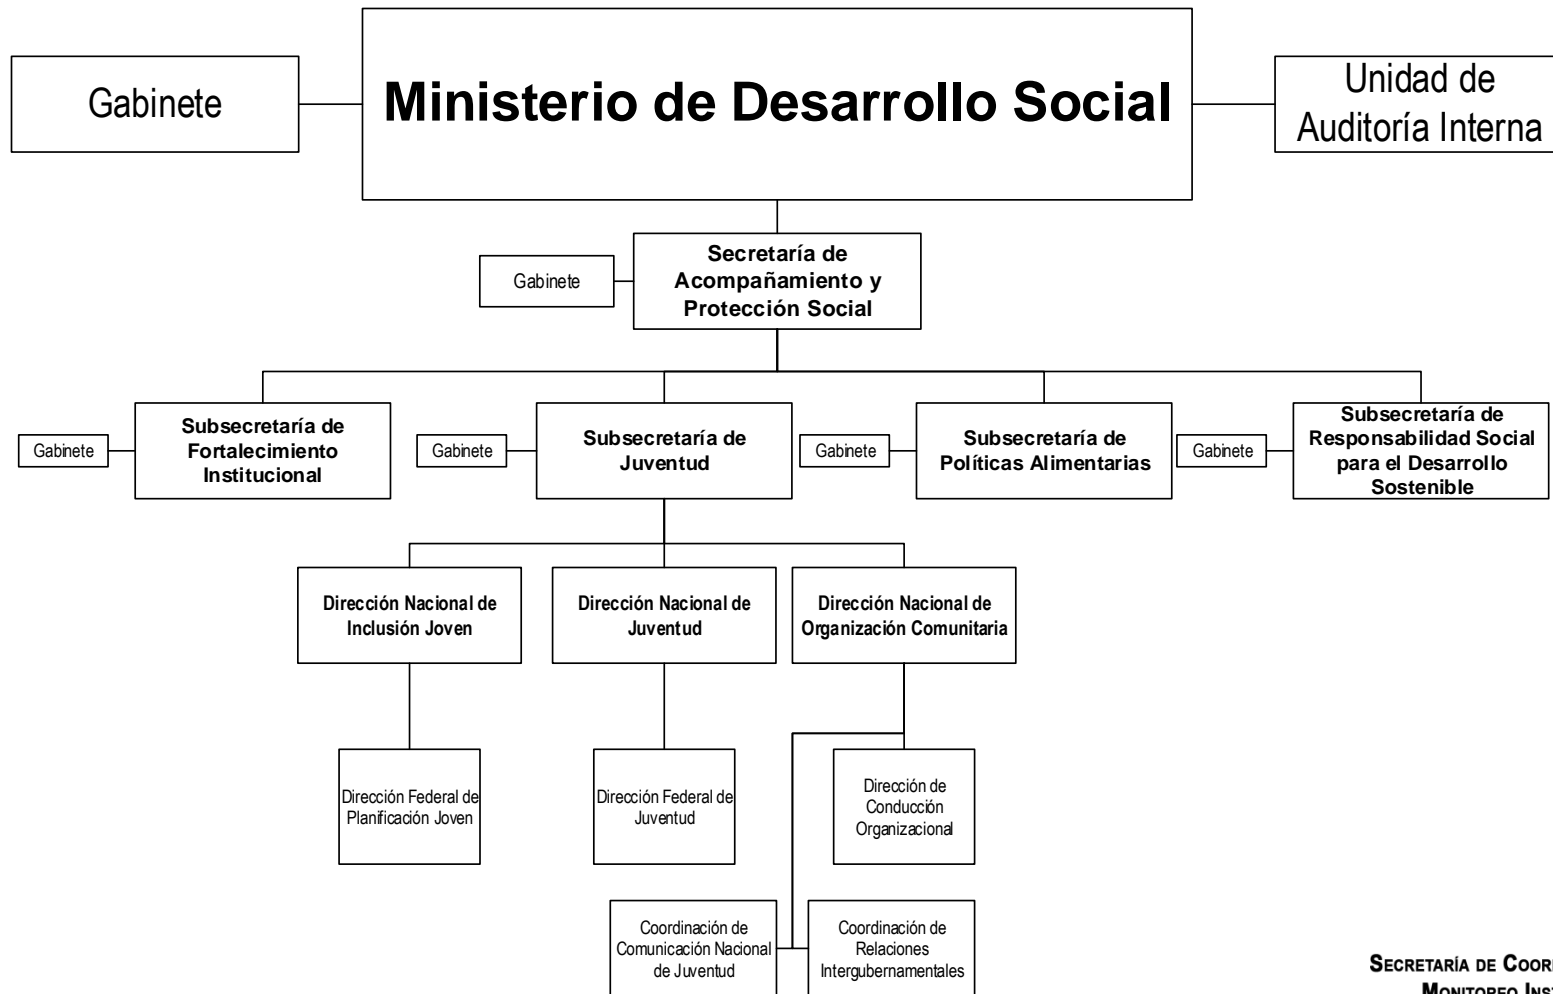 Gabinete
Ministerio de Desarrollo Social
Unidad de
Auditoría Interna
Gabinete
Secretaría de
Acompañamiento y
Protección Social
Gabinete
Subsecretaría de
Fortalecimiento
Institucional
Gabinete
Subsecretaría de
Juventud
Gabinete
Subsecretaría de
Políticas Alimentarias
Gabinete
Subsecretaría de
Responsabilidad Social
para el Desarrollo
Sostenible
Dirección Nacional de
Inclusión Joven
Dirección Nacional de
Juventud
Dirección Nacional de
Organización Comunitaria
Dirección Federal de
Planificación Joven
Dirección Federal de
Juventud
Dirección de
Conducción
Organizacional
Coordinación de
Comunicación Nacional
de Juventud
Coordinación de
Relaciones
Intergubernamentales
SECRETARÍA DE
MONITOREO